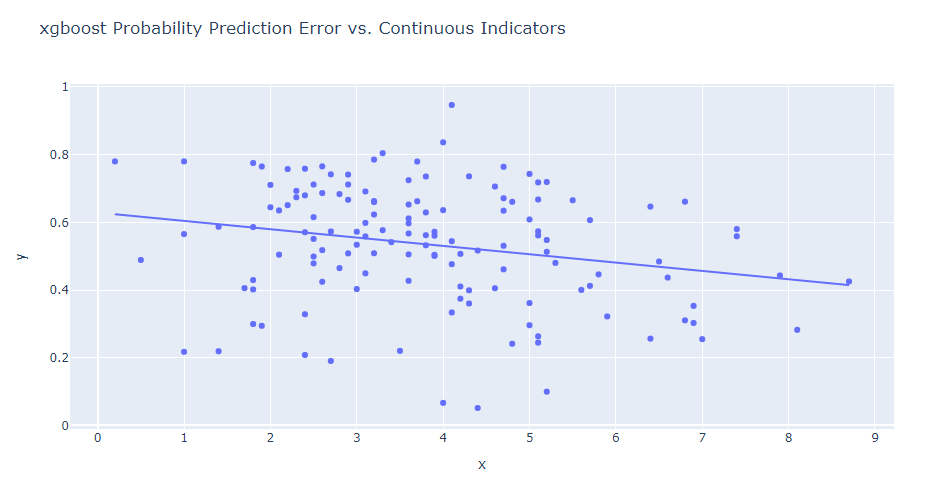 xgboost Probability Prediction Error vs. Continuous Indicators
1
0.8
0.6
0.4
0.2
0
y
0 1 2 3 4 5 6 7 8 9
x